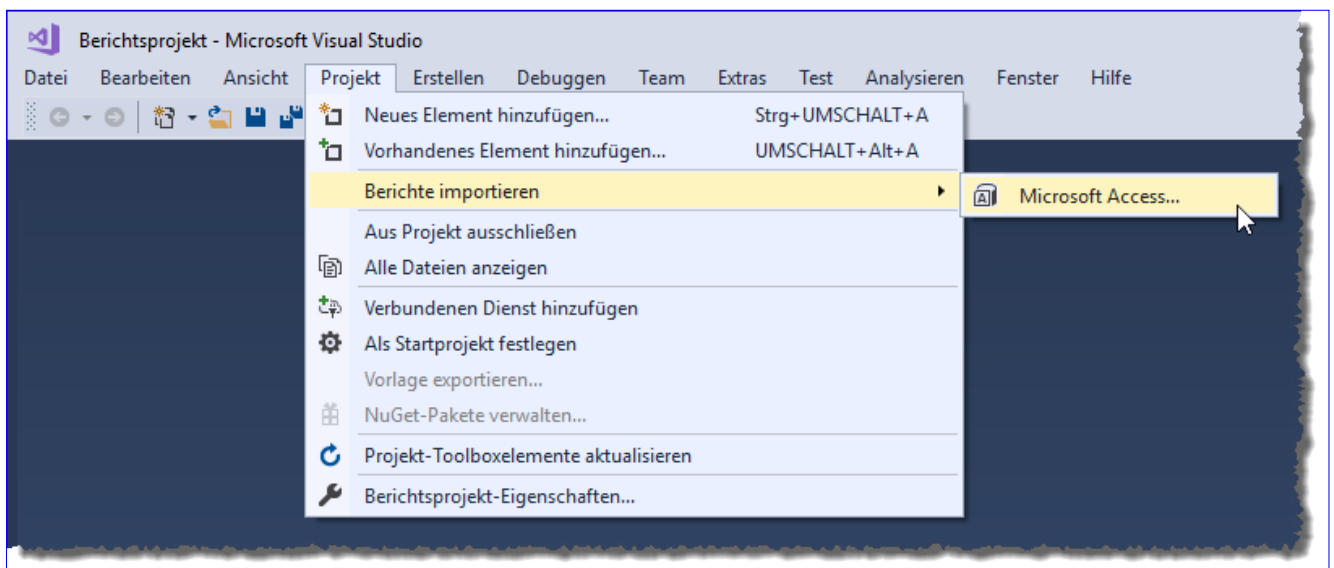 Berichtsprojekt - Microsoft Visual Studio
Datei Bearbeiten Ansicht Projekt Erstellen Debuggen Team Extras Test Analysieren Fenster Hilfe
Neues Element hinzufügen... Strg+UMSCHALT+A
Vorhandenes Element hinzufügen... UMSCHALT+Alt+A
Berichte importieren
A Microsoft Access...
Aus Projekt ausschließen
Alle Dateien anzeigen
Verbundenen Dienst hinzufügen
Als Startprojekt festlegen
Vorlage exportieren...
NuGet-Pakete verwalten...
Projekt-Toolboxelemente aktualisieren
Berichtsprojekt-Eigenschaften...